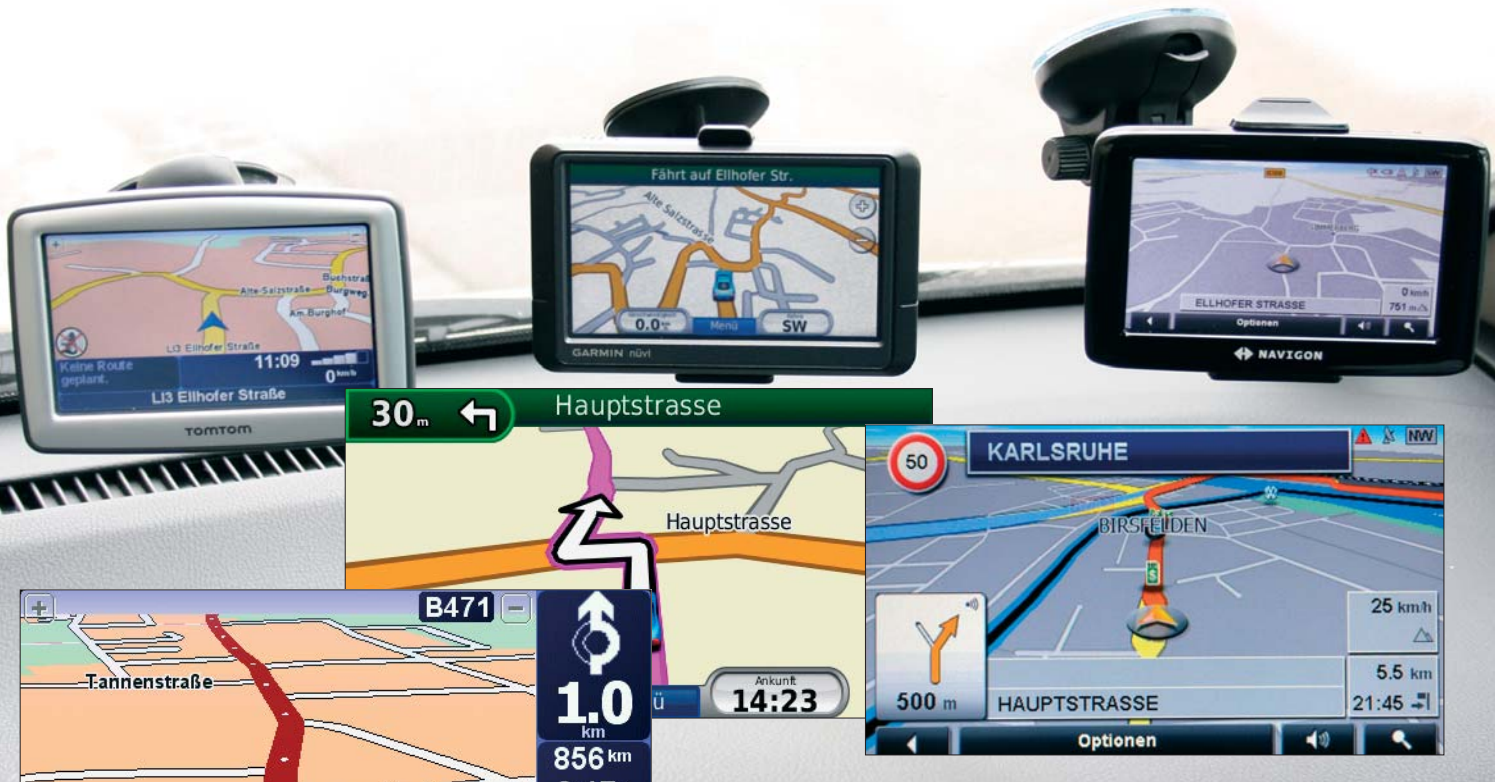 Buchstraß
Alte-Salzstraße
Burgweg
Am Burghof
L13 Ellhofer Straße
Keine Route
geplant.
11:09
0 km/h
L13 Ellhofer Straße
TOMTOM
Fährt auf Ellhofer Str.
Alte Salzstrasse
0.0
Menü
SW
GARMIN nüvi
NW
ELLHOFER STRASSE
0 km/h
751 m
Optionen
NAVIGON
30 m
Hauptstrasse
Hauptstrasse
ü
Ankunft
14:23
50
KARLSRUHE
NW
BIRSFELDEN
25 km/h
5.5 km
500 m
HAUPTSTRASSE
21:45
Optionen
B471
Tannenstraße
1.0
km
856 km